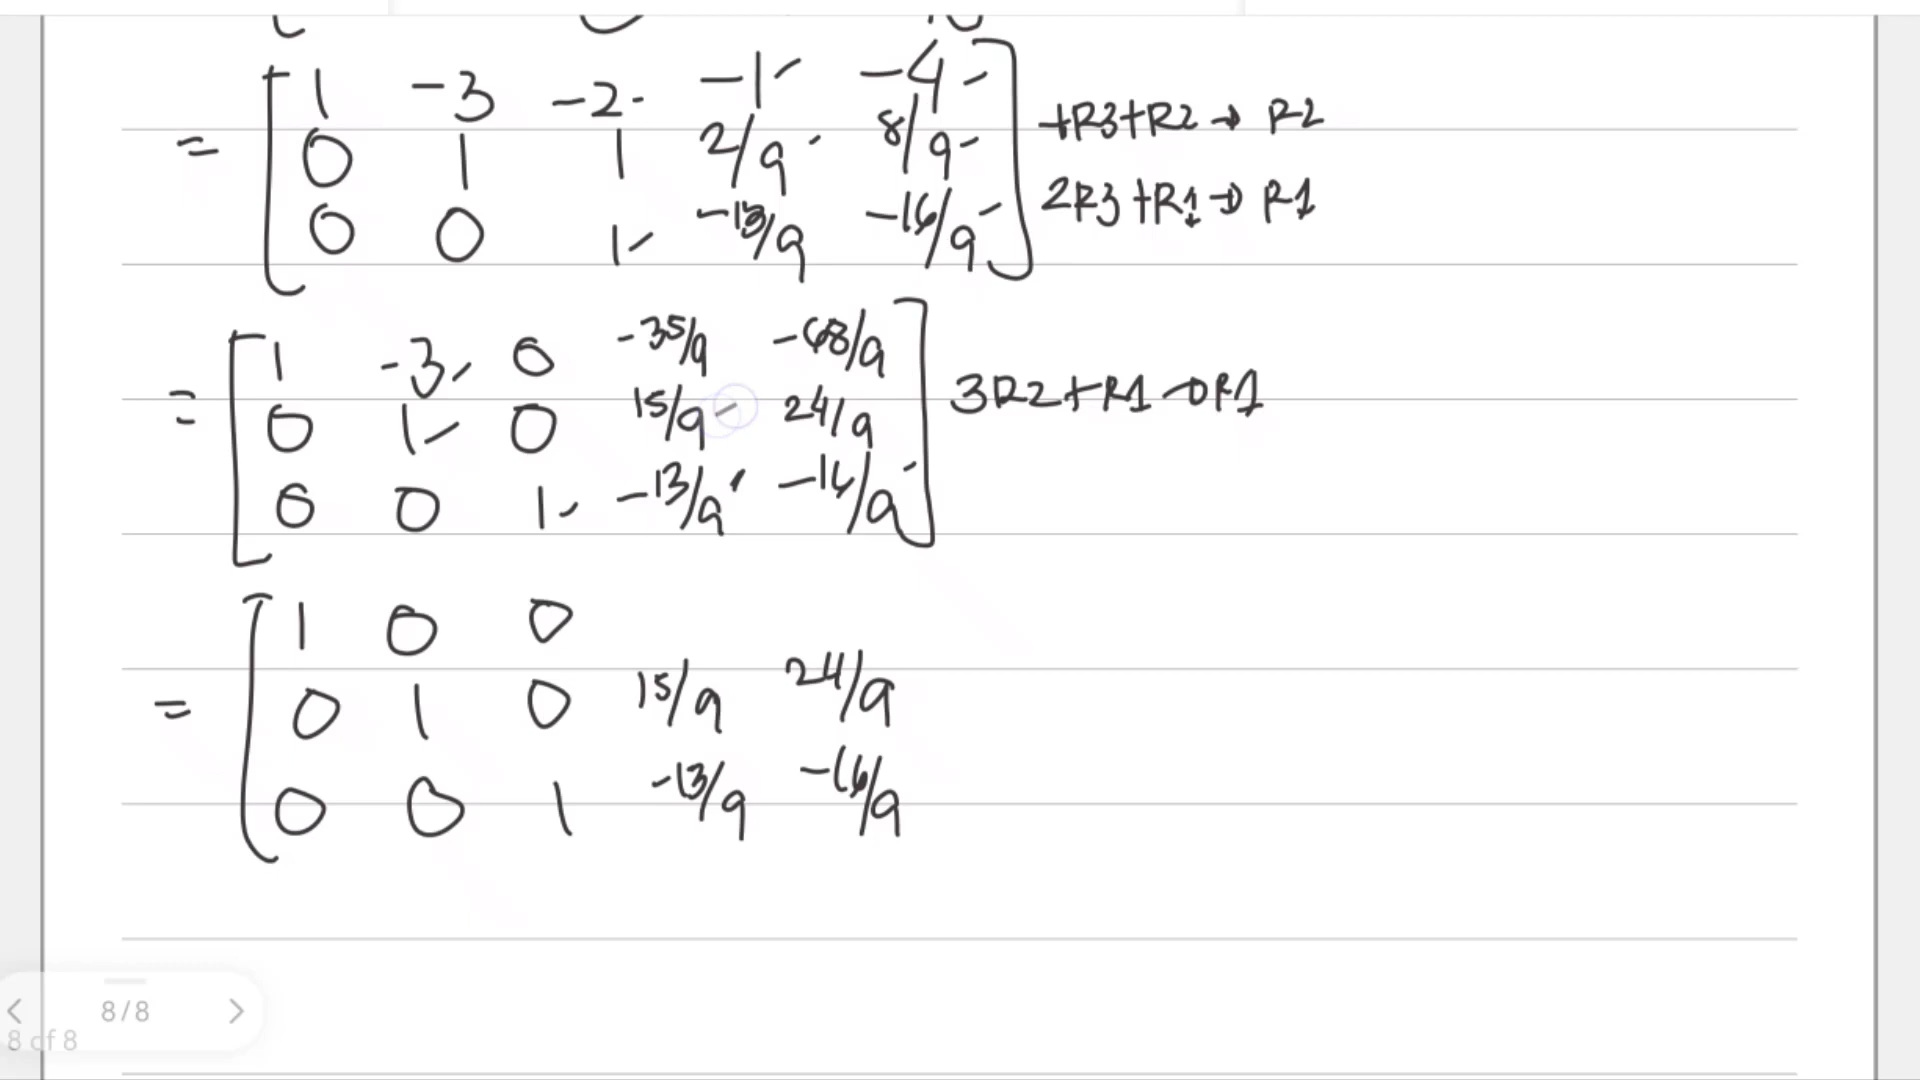 = [ 1 -3 -2 -1 -4 ] +R3+R2 → R2
0 1 1 2/9 8/9
0 0 1 -13/9 -16/9 2R3+R1 → R1
= [ 1 -3 0 -35/9 -68/9 ]
0 1 0 15/9 24/9 3R2+R1 → R1
0 0 1 -13/9 -16/9
= [ 1 0 0
0 1 0 15/9 24/9
0 0 1 -13/9 -16/9
8/8
8 of 8